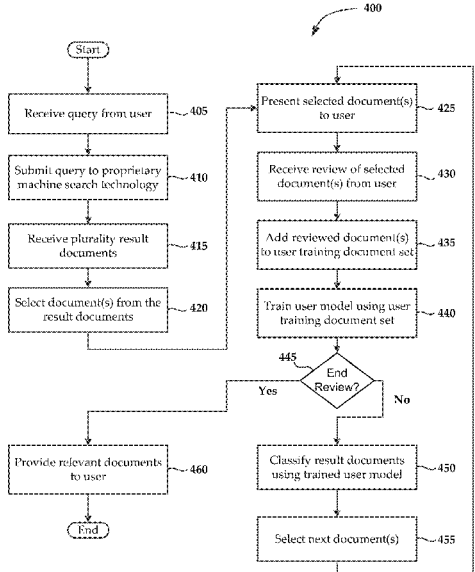 400
Start
Receive query from user
405
Submit query to proprietary
machine search technology
410
Receive plurality result
documents
415
Select document(s) from the
result documents
420
Present selected document(s)
to user
425
Receive review of selected
document(s) from user
430
Add reviewed document(s)
to user training document set
435
Train user model using user
training document set
440
445
End
Review?
Yes
No
Provide relevant documents
to user
460
End
Classify result documents
using trained user model
450
Select next document(s)
455